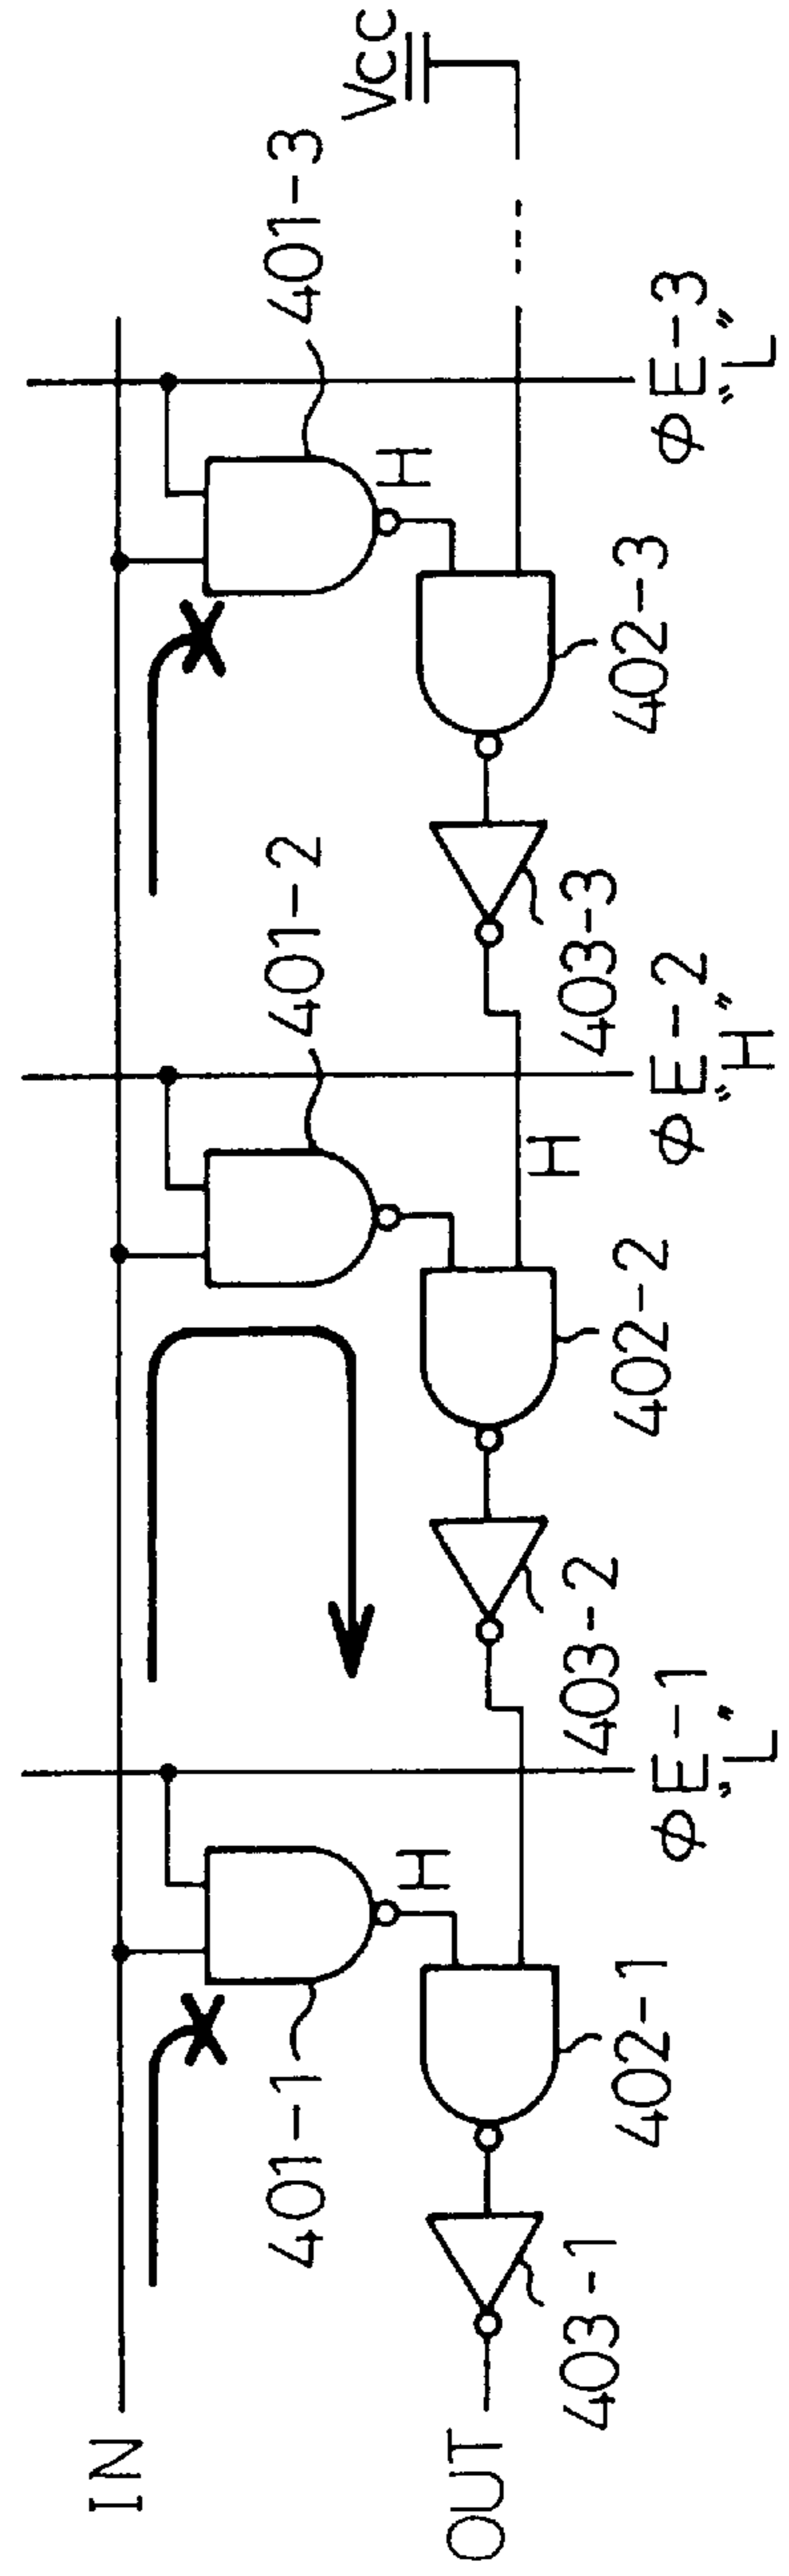 IN
OUT
401-1
H
402-1
403-1
φE-1
"L"
401-2
H
402-2
403-2
φE-2
"H"
401-3
H
402-3
403-3
φE-3
"L"
Vcc